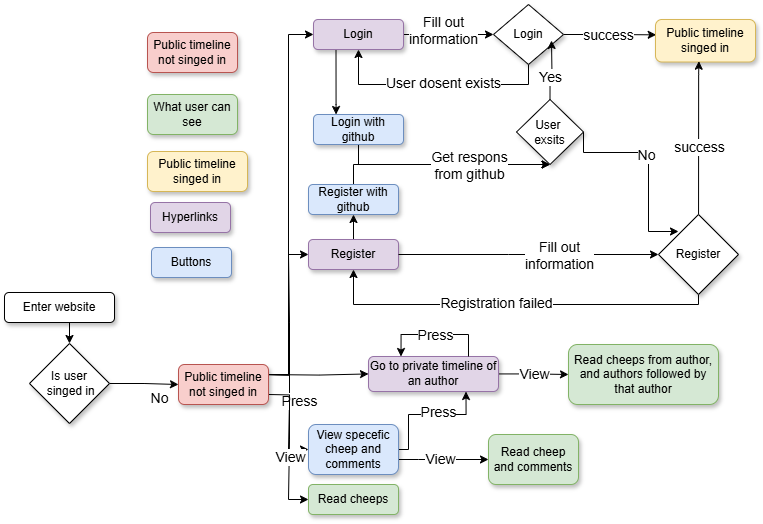 Public timeline
not singed in
What user can
see
Public timeline
singed in
Hyperlinks
Buttons
Login
Fill out
information
Login
success
Public timeline
singed in
User dosent exists
Yes
Login with
github
User
exsits
Get respons
from github
No
success
Register with
github
Register
Fill out
information
Register
Registration failed
Enter website
Is user
singed in
No
Public timeline
not singed in
Press
Press
Go to private timeline of
an author
View
Read cheeps from author,
and authors followed by
that author
Press
View
View specefic
cheep and
comments
View
Read cheep
and comments
Read cheeps